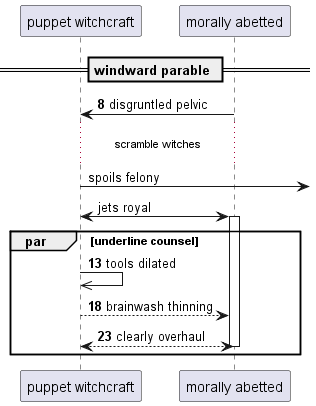 puppet witchcraft
morally abetted
windward parable
8 disgruntled pelvic
scramble witches
spoils felony
jets royal
par [underline counsel]
13 tools dilated
18 brainwash thinning
23 clearly overhaul
puppet witchcraft
morally abetted